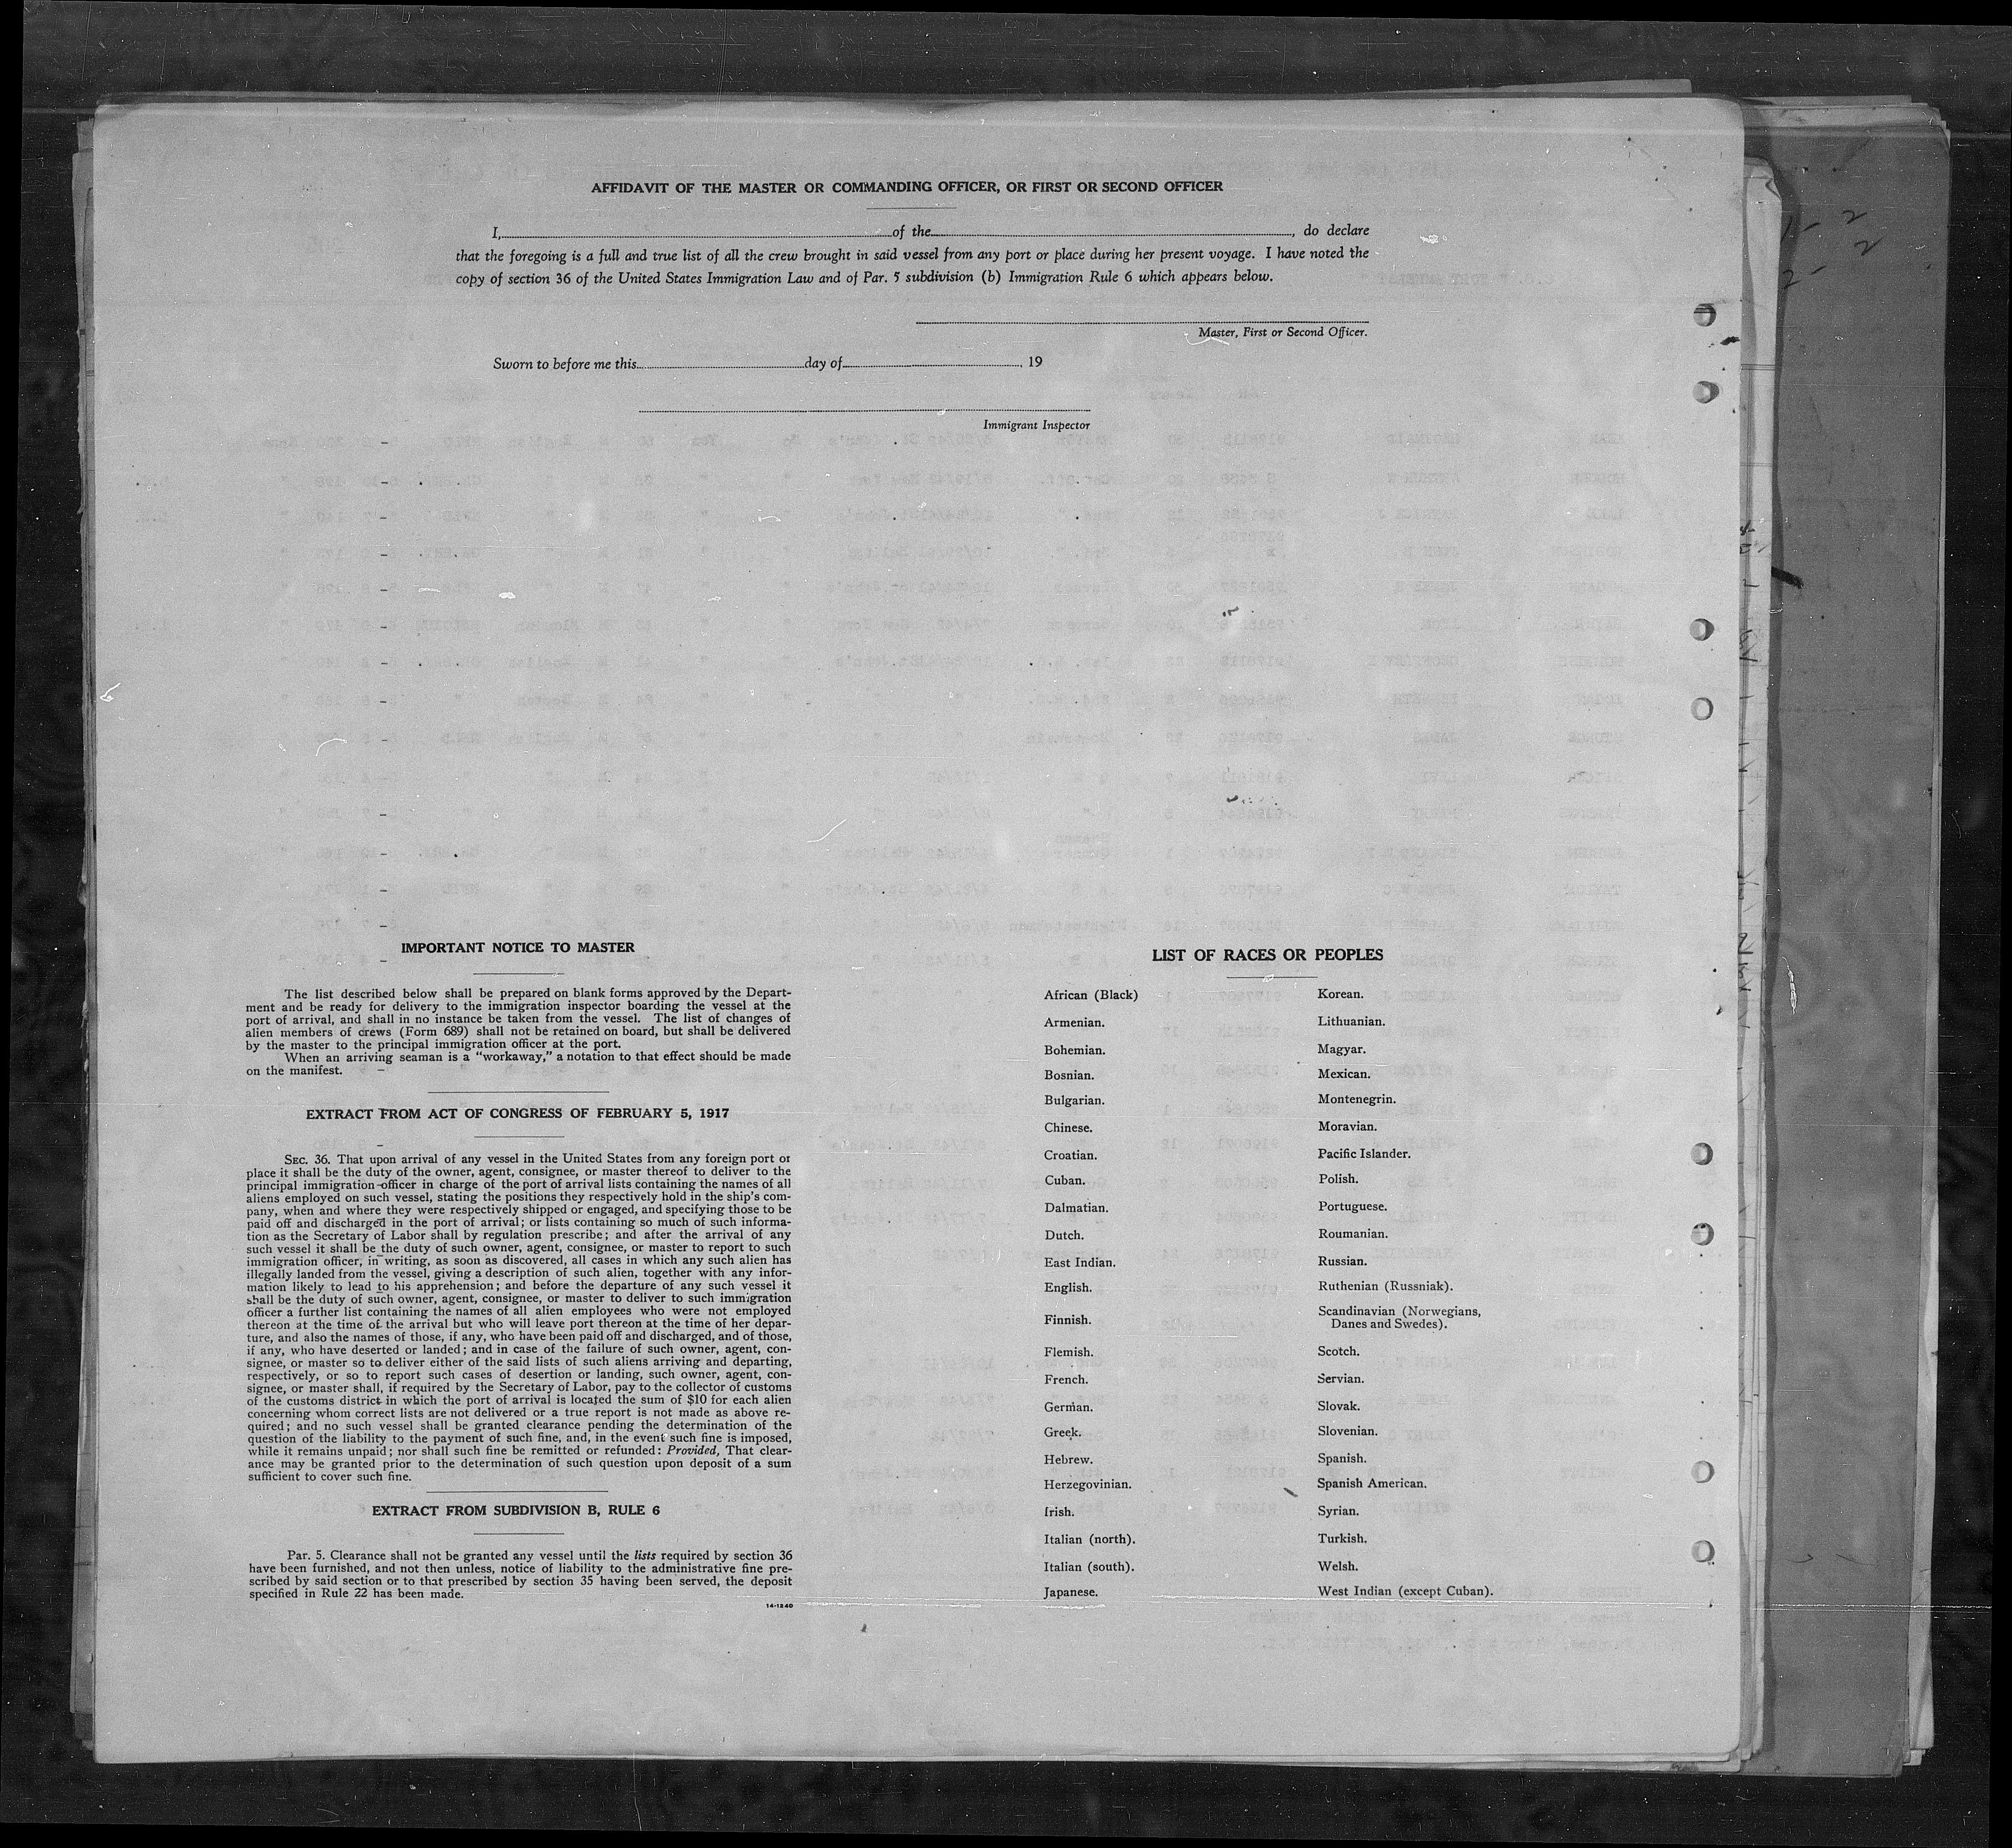 AFFIDAVIT OF THE MASTER OR COMMANDING OFFICER, OR FIRST OR SECOND OFFICER
I, of the , do declare
that the foregoing is a full and true list of all the crew brought in said vessel from any port or place during her present voyage. I have noted the
copy of section 36 of the United States Immigration Law and of Par. 5 subdivision (b) Immigration Rule 6 which appears below.
Master, First or Second Officer.
Sworn to before me this day of , 19
Immigrant Inspector
IMPORTANT NOTICE TO MASTER
The list described below shall be prepared on blank forms approved by the Depart-
ment and be ready for delivery to the immigration inspector boarding the vessel at the
port of arrival, and shall in no instance be taken from the vessel. The list of changes of
alien members of crews (Form 689) shall not be retained on board, but shall be delivered
by the master to the principal immigration officer at the port.
When an arriving seaman is a "workaway," a notation to that effect should be made
on the manifest.
EXTRACT FROM ACT OF CONGRESS OF FEBRUARY 5, 1917
SEC. 36. That upon arrival of any vessel in the United States from any foreign port or
place it shall be the duty of the owner, agent, consignee, or master thereof to deliver to the
principal immigration officer in charge of the port of arrival lists containing the names of all
aliens employed on such vessel, stating the positions they respectively hold in the ship's com-
pany, when and where they were respectively shipped or engaged, and specifying those to be
paid off and discharged in the port of arrival; or lists containing so much of such informa-
tion as the Secretary of Labor shall by regulation prescribe; and after the arrival of any
such vessel it shall be the duty of such owner, agent, consignee, or master to report to such
immigration officer, in writing, as soon as discovered, all cases in which any such alien has
illegally landed from the vessel, giving a description of such alien, together with any infor-
mation likely to lead to his apprehension; and before the departure of any such vessel it
shall be the duty of such owner, agent, consignee, or master to deliver to such immigration
officer a further list containing the names of all alien employees who were not employed
thereon at the time of the arrival but who will leave port thereon at the time of her depar-
ture, and also the names of those, if any, who have been paid off and discharged, and of those,
if any, who have deserted or landed; and in case of the failure of such owner, agent, con-
signee, or master so to deliver either of the said lists of such aliens arriving and departing,
respectively, or so to report such cases of desertion or landing, such owner, agent, con-
signee, or master shall, if required by the Secretary of Labor, pay to the collector of customs
of the customs district in which the port of arrival is located the sum of $10 for each alien
concerning whom correct lists are not delivered or a true report is not made as above re-
quired; and no such vessel shall be granted clearance pending the determination of the
question of the liability to the payment of such fine, and, in the event such fine is imposed,
while it remains unpaid; nor shall such fine be remitted or refunded: Provided, That clear-
ance may be granted prior to the determination of such question upon deposit of a sum
sufficient to cover such fine.
EXTRACT FROM SUBDIVISION B, RULE 6
Par. 5. Clearance shall not be granted any vessel until the lists required by section 36
have been furnished, and not then unless, notice of liability to the administrative fine pre-
scribed by said section or to that prescribed by section 35 having been served, the deposit
specified in Rule 22 has been made.
14-1240
LIST OF RACES OR PEOPLES
African (Black)
Armenian.
Bohemian.
Bosnian.
Bulgarian.
Chinese.
Croatian.
Cuban.
Dalmatian.
Dutch.
East Indian.
English.
Finnish.
Flemish.
French.
German.
Greek.
Hebrew.
Herzegovinian.
Irish.
Italian (north).
Italian (south).
Japanese.
Korean.
Lithuanian.
Magyar.
Mexican.
Montenegrin.
Moravian.
Pacific Islander.
Polish.
Portuguese.
Roumanian.
Russian.
Ruthenian (Russniak).
Scandinavian (Norwegians,
Danes and Swedes).
Scotch.
Servian.
Slovak.
Slovenian.
Spanish.
Spanish American.
Syrian.
Turkish.
Welsh.
West Indian (except Cuban).